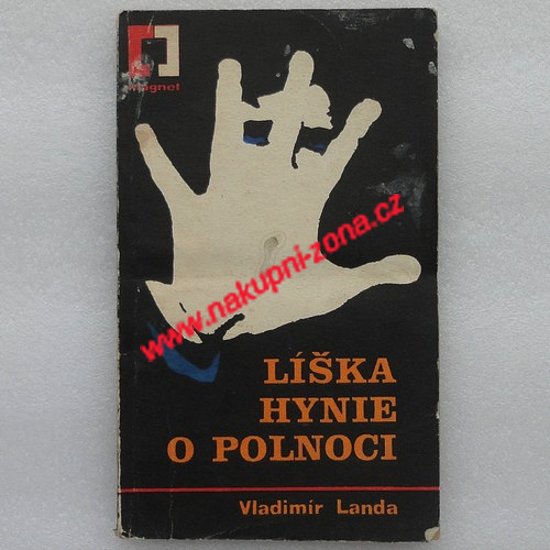 magnet
www.nakupni-zona.cz
LÍŠKA
HYNIE
O POLNOCI
Vladimír Landa